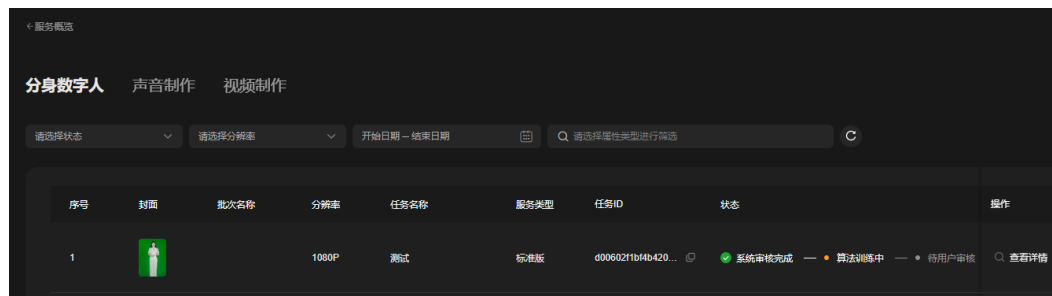 ←服务概览
分身数字人 声音制作 视频制作
请选择状态 请选择分辨率 开始日期 – 结束日期 请选择属性类型进行筛选
序号 封面 批次名称 分辨率 任务名称 服务类型 任务ID 状态 操作
1 1080P 测试 标准版 d00602f1bf4b420... 系统审核完成 算法训练中 待用户审核 查看详情